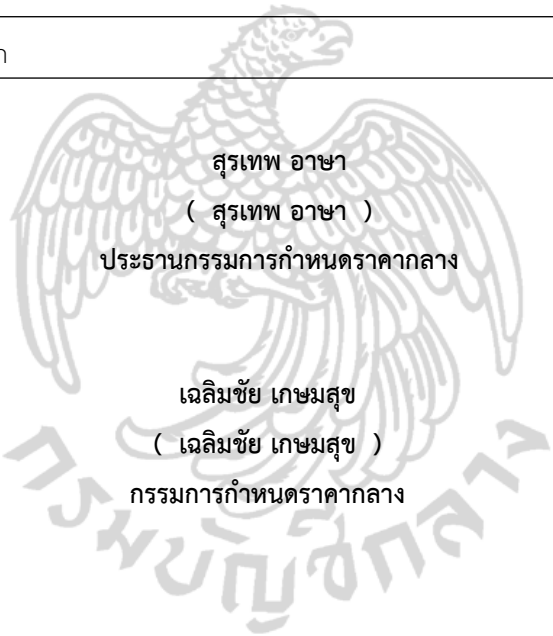 า
สุรเทพ อาษา
( สุรเทพ อาษา )
ประธานกรรมการกำหนดราคากลาง
เฉลิมชัย เกษมสุข
( เฉลิมชัย เกษมสุข )
กรรมการกำหนดราคากลาง
กรมบัญชีกลาง